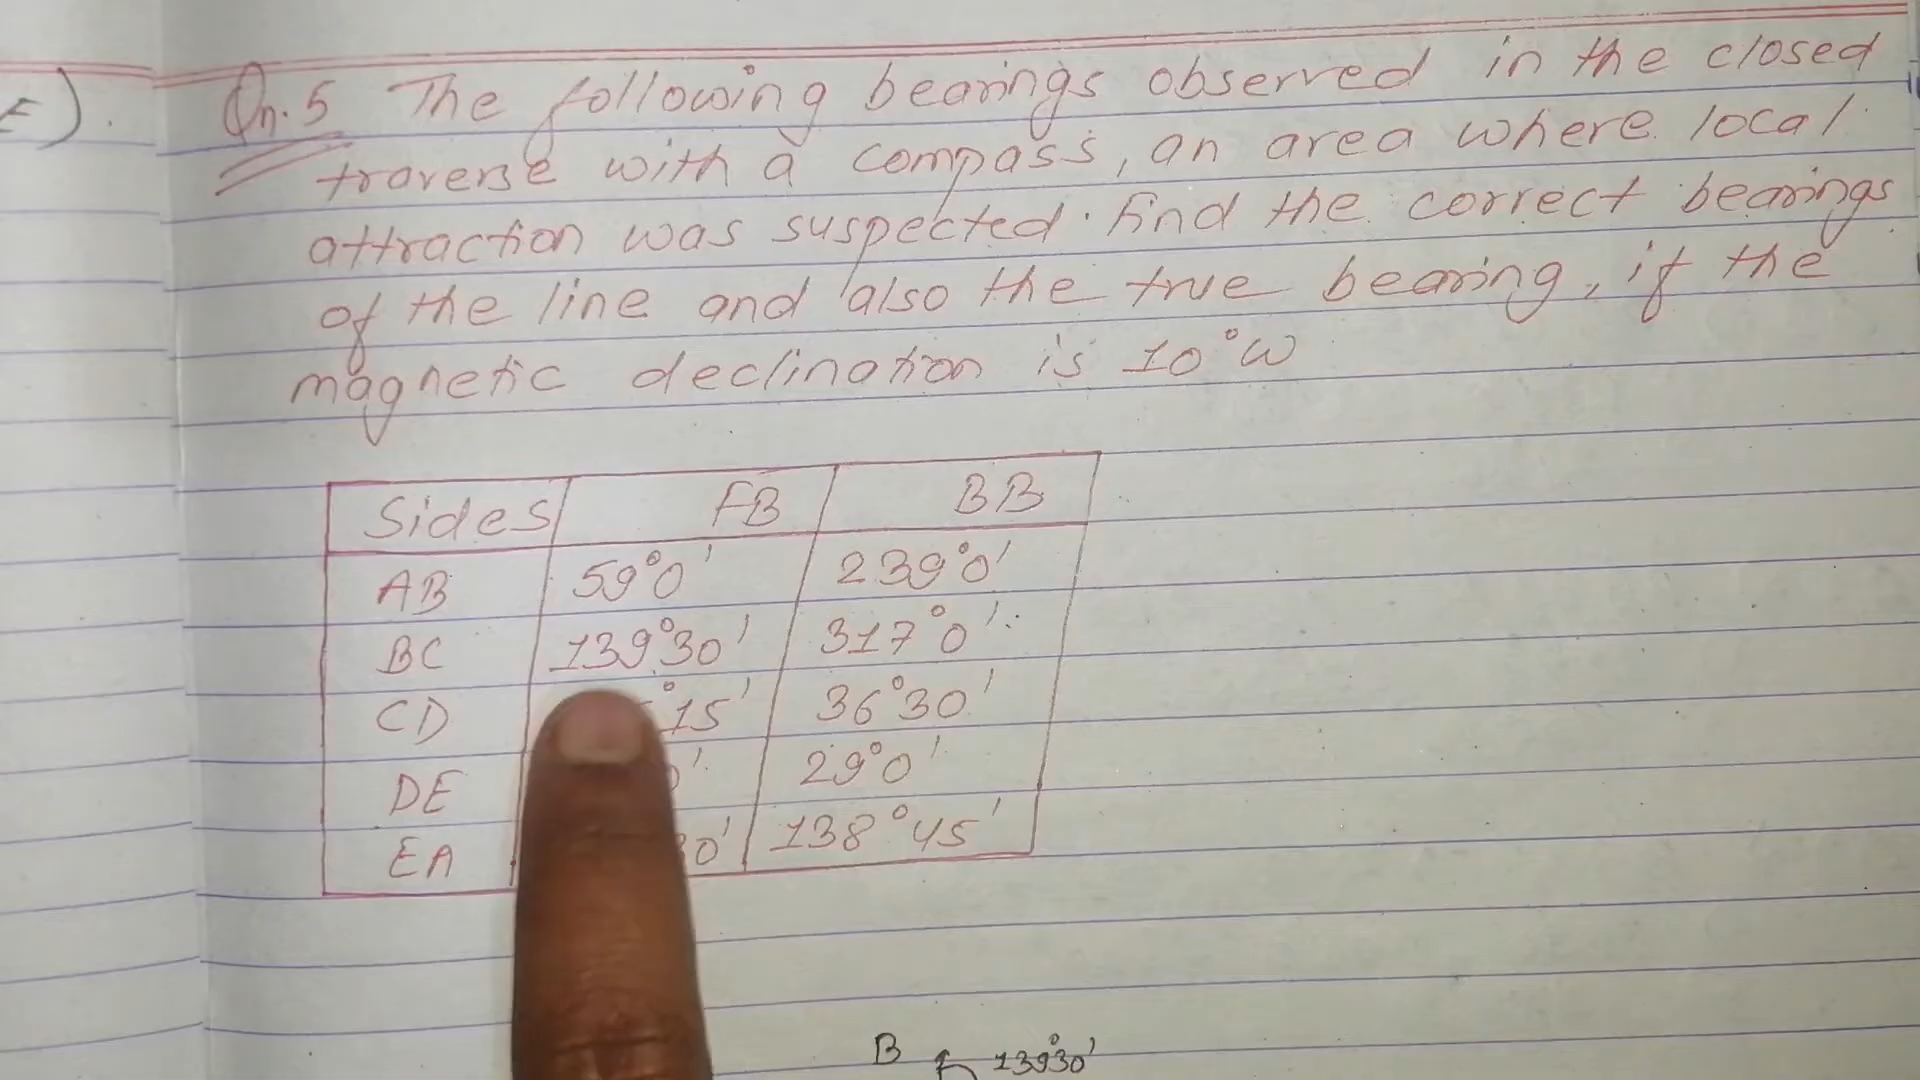 E).
Qn.5 The following bearings observed in the closed
traverse with a compass, an area where local
attraction was suspected. find the correct bearings
of the line and also the true bearing, if the
magnetic declination is 10°W
Sides FB BB
AB 59°0' 239°0'
BC 139°30' 317°0'
CD °15' 36°30'
DE 0' 29°0'
EA 30' 138°45'
B 139°30'